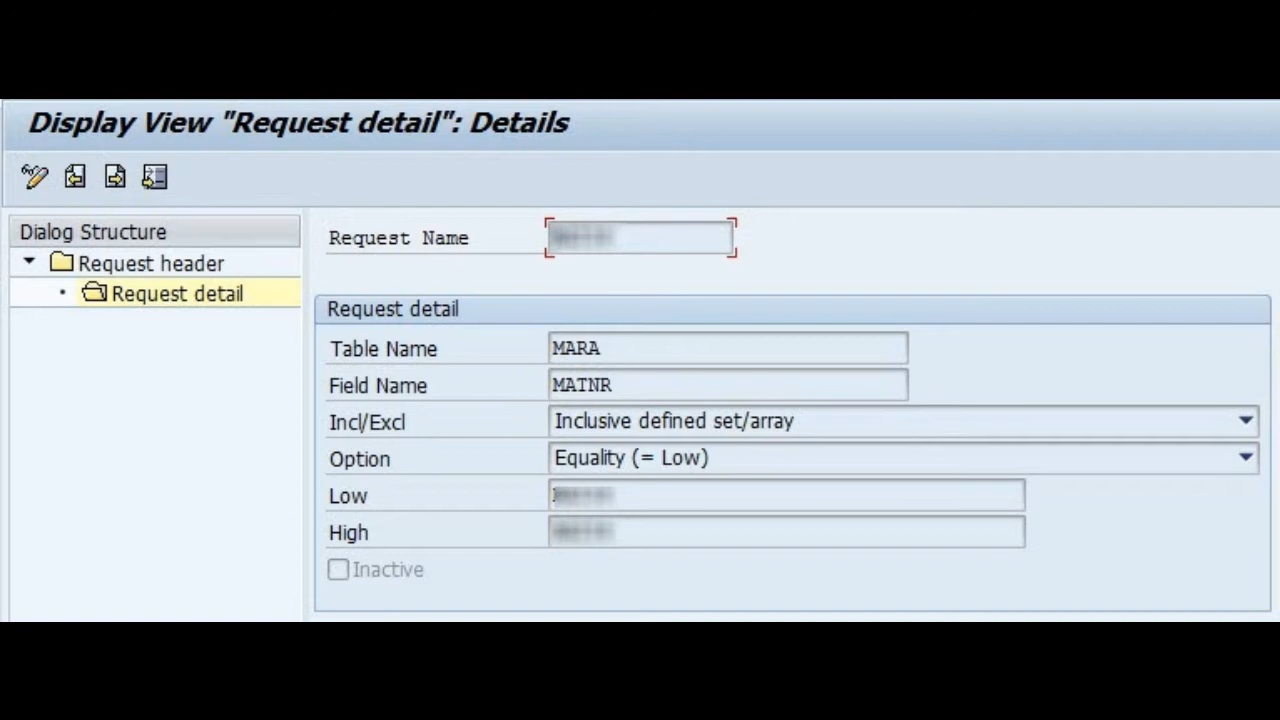 Display View "Request detail": Details
Dialog Structure
Request header
Request detail
Request Name
Request detail
Table Name MARA
Field Name MATNR
Incl/Excl Inclusive defined set/array
Option Equality (= Low)
Low
High
Inactive